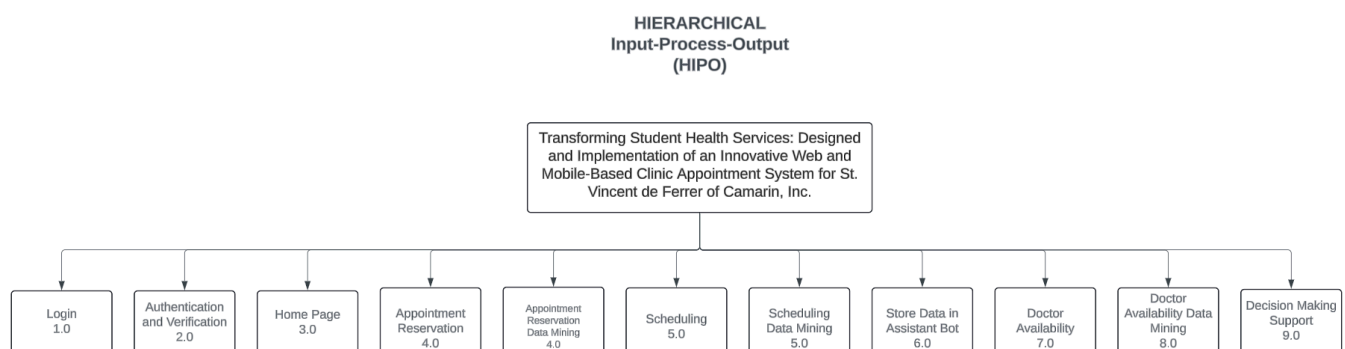 HIERARCHICAL
Input-Process-Output
(HIPO)
Transforming Student Health Services: Designed
and Implementation of an Innovative Web and
Mobile-Based Clinic Appointment System for St.
Vincent de Ferrer of Camarin, Inc.
Login
1.0
Authentication
and Verification
2.0
Home Page
3.0
Appointment
Reservation
4.0
Appointment
Reservation
Data Mining
4.0
Scheduling
5.0
Scheduling
Data Mining
5.0
Store Data in
Assistant Bot
6.0
Doctor
Availability
7.0
Doctor
Availability Data
Mining
8.0
Decision Making
Support
9.0